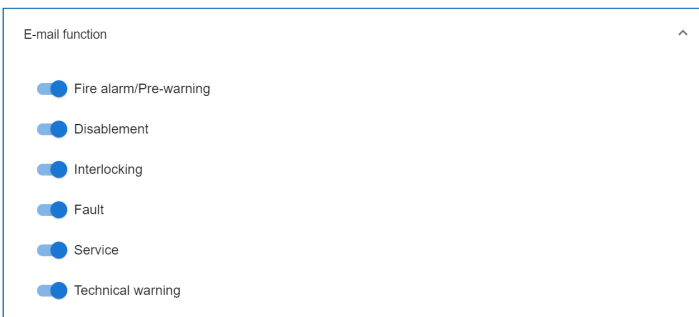 E-mail function
Fire alarm/Pre-warning
Disablement
Interlocking
Fault
Service
Technical warning